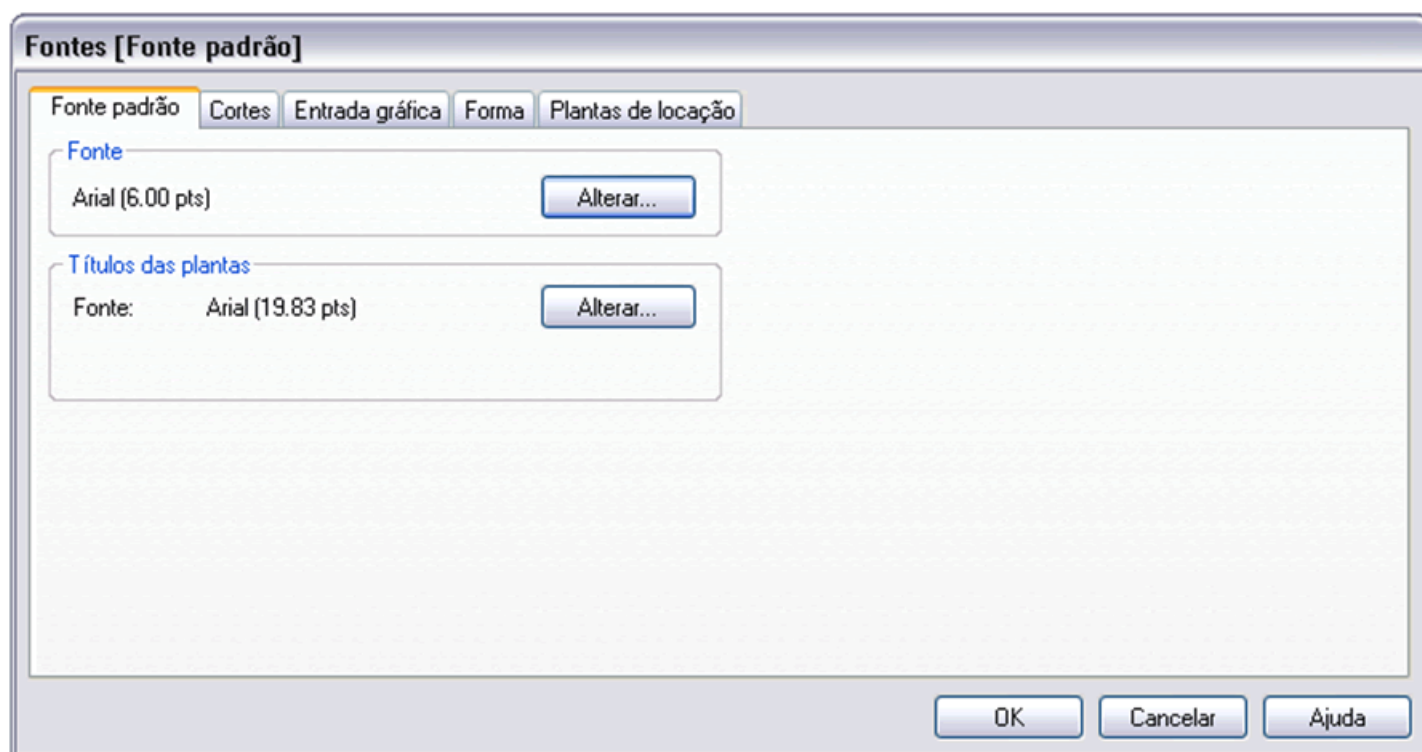 Fontes [Fonte padrão]
Fonte padrão Cortes Entrada gráfica Forma Plantas de locação
Fonte
Arial (6.00 pts) Alterar...
Títulos das plantas
Fonte: Arial (19.83 pts) Alterar...
OK Cancelar Ajuda